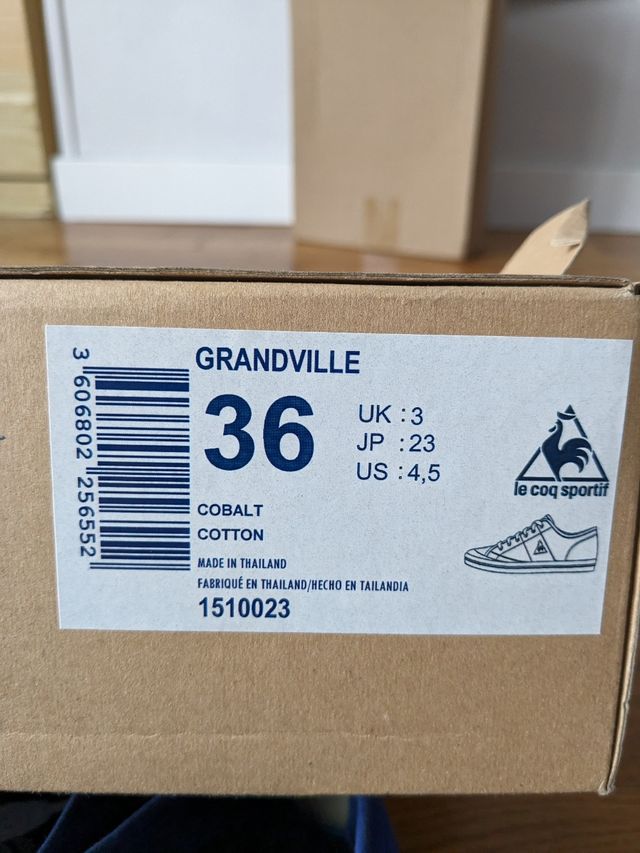 GRANDVILLE
36
UK : 3
JP : 23
US : 4,5
COBALT
COTTON
MADE IN THAILAND
FABRIQUÉ EN THAILAND/HECHO EN TAILANDIA
1510023
3 606802 256552
le coq sportif